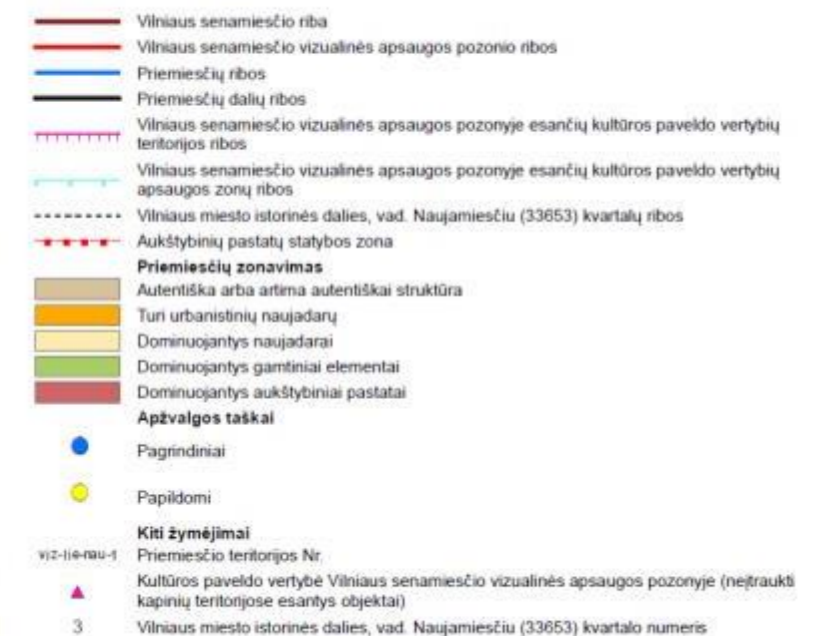 Vilniaus senamiesčio riba
Vilniaus senamiesčio vizualinės apsaugos pozonio ribos
Priemiesčių ribos
Priemiesčių dalių ribos
Vilniaus senamiesčio vizualinės apsaugos pozonyje esančių kultūros paveldo vertybių
teritorijos ribos
Vilniaus senamiesčio vizualinės apsaugos pozonyje esančių kultūros paveldo vertybių
apsaugos zonų ribos
Vilniaus miesto istorinės dalies, vad. Naujamiesčiu (33653) kvartalų ribos
Aukštybinių pastatų statybos zona
Priemiesčių zonavimas
Autentiška arba artima autentiškai struktūra
Turi urbanistinių naujadarų
Dominuojantys naujadarai
Dominuojantys gamtiniai elementai
Dominuojantys aukštybiniai pastatai
Apžvalgos taškai
Pagrindiniai
Papildomi
Kiti žymėjimai
viz-lie-nau-1 Priemiesčio teritorijos Nr.
Kultūros paveldo vertybė Vilniaus senamiesčio vizualinės apsaugos pozonyje (neįtraukti
kapinių teritorijose esantys objektai)
3 Vilniaus miesto istorinės dalies, vad. Naujamiesčiu (33653) kvartalo numeris